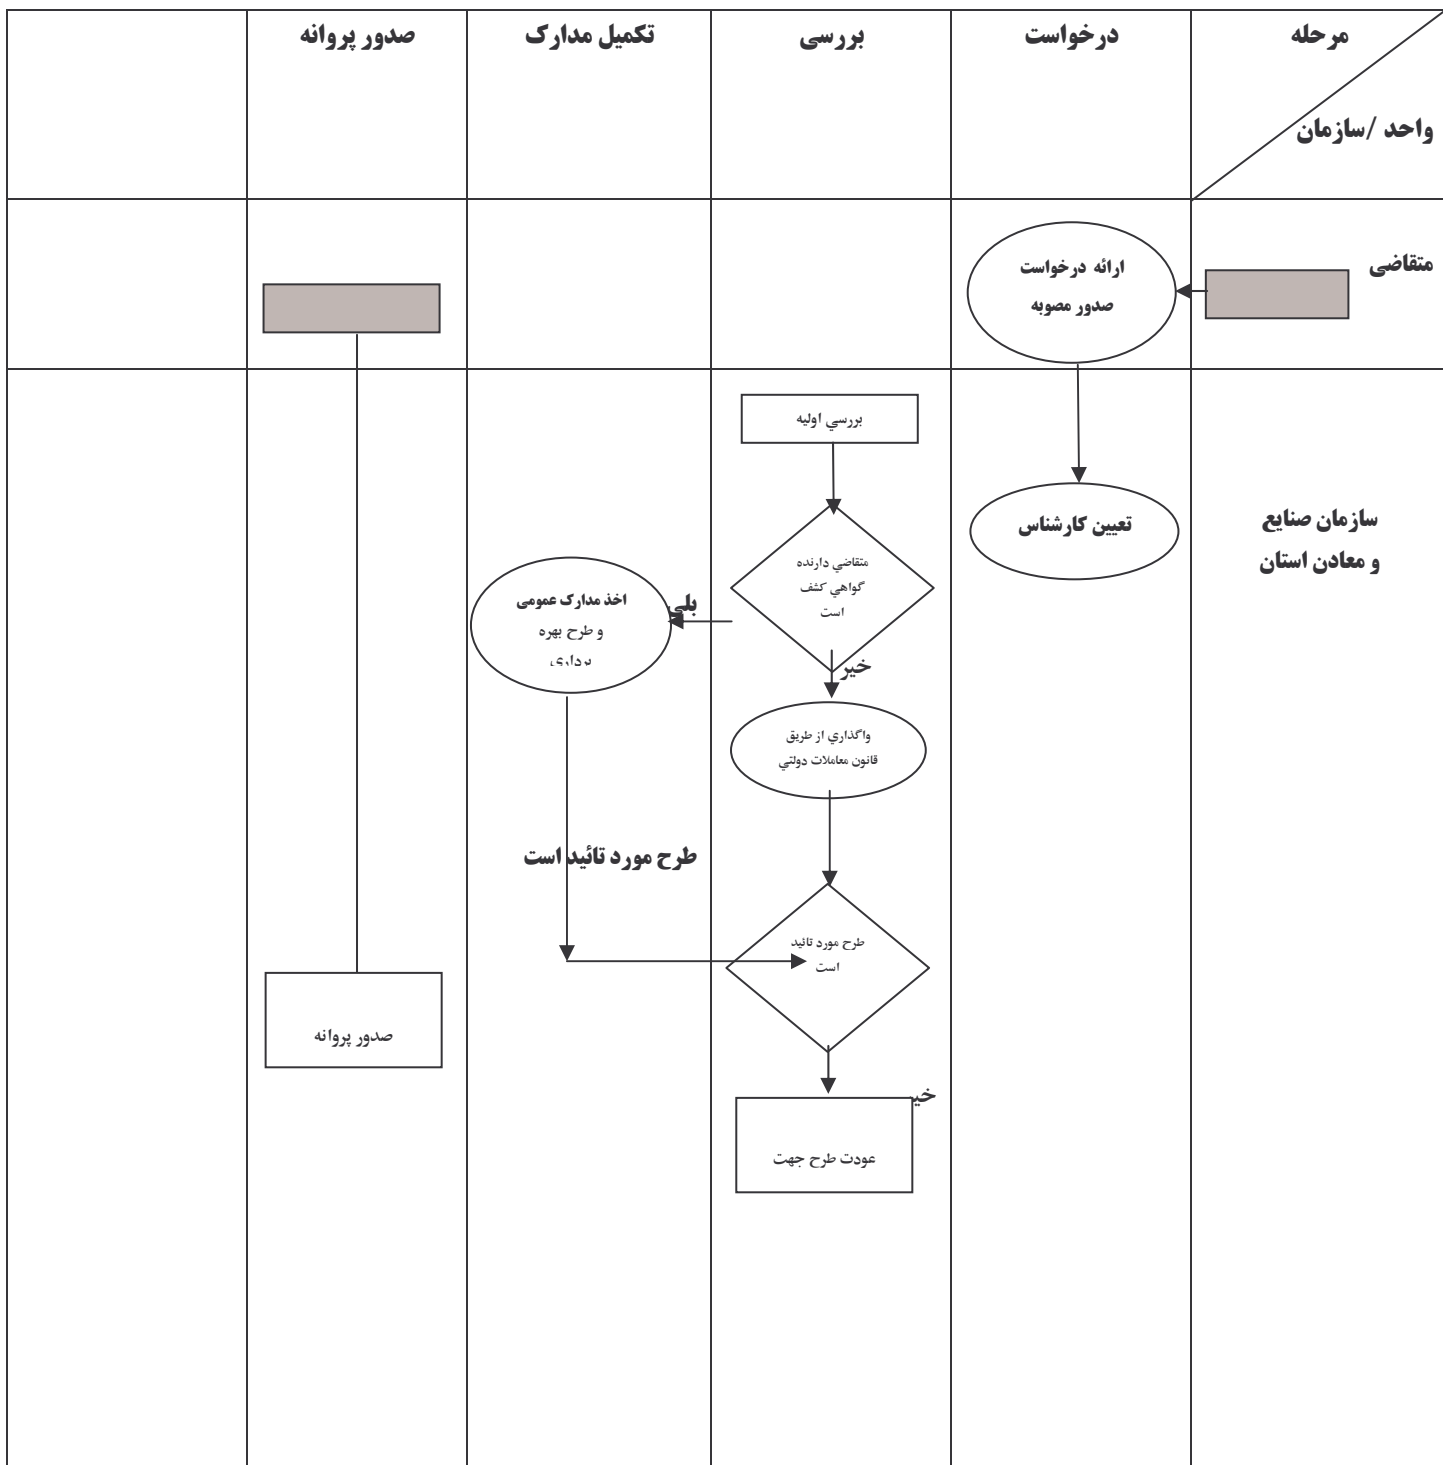 مرحله
درخواست
بررسی
تکمیل مدارک
صدور پروانه
واحد /سازمان
متقاضی
ارائه درخواست
صدور مصوبه
سازمان صنایع
و معادن استان
تعیین کارشناس
بررسي اوليه
متقاضي دارنده
گواهي كشف
است
بلی
خیر
اخذ مدارک عمومی
و طرح بهره
برداری
واگذاري از طريق
قانون معاملات دولتي
طرح مورد تائید است
طرح مورد تائيد
است
خیر
عودت طرح جهت
صدور پروانه